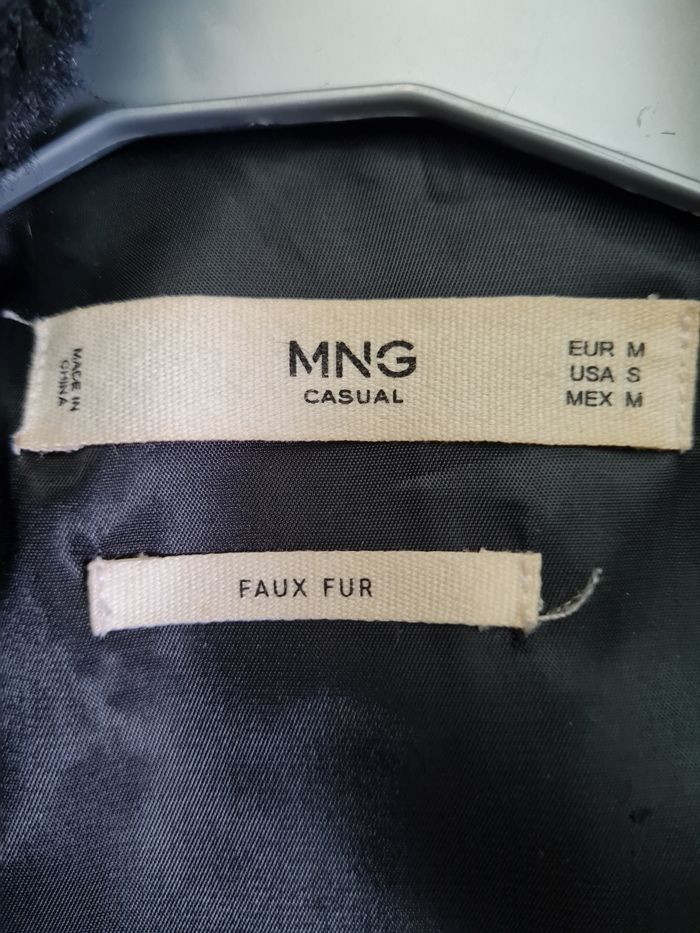 MADE IN
CHINA
MNG
CASUAL
EUR M
USA S
MEX M
FAUX FUR